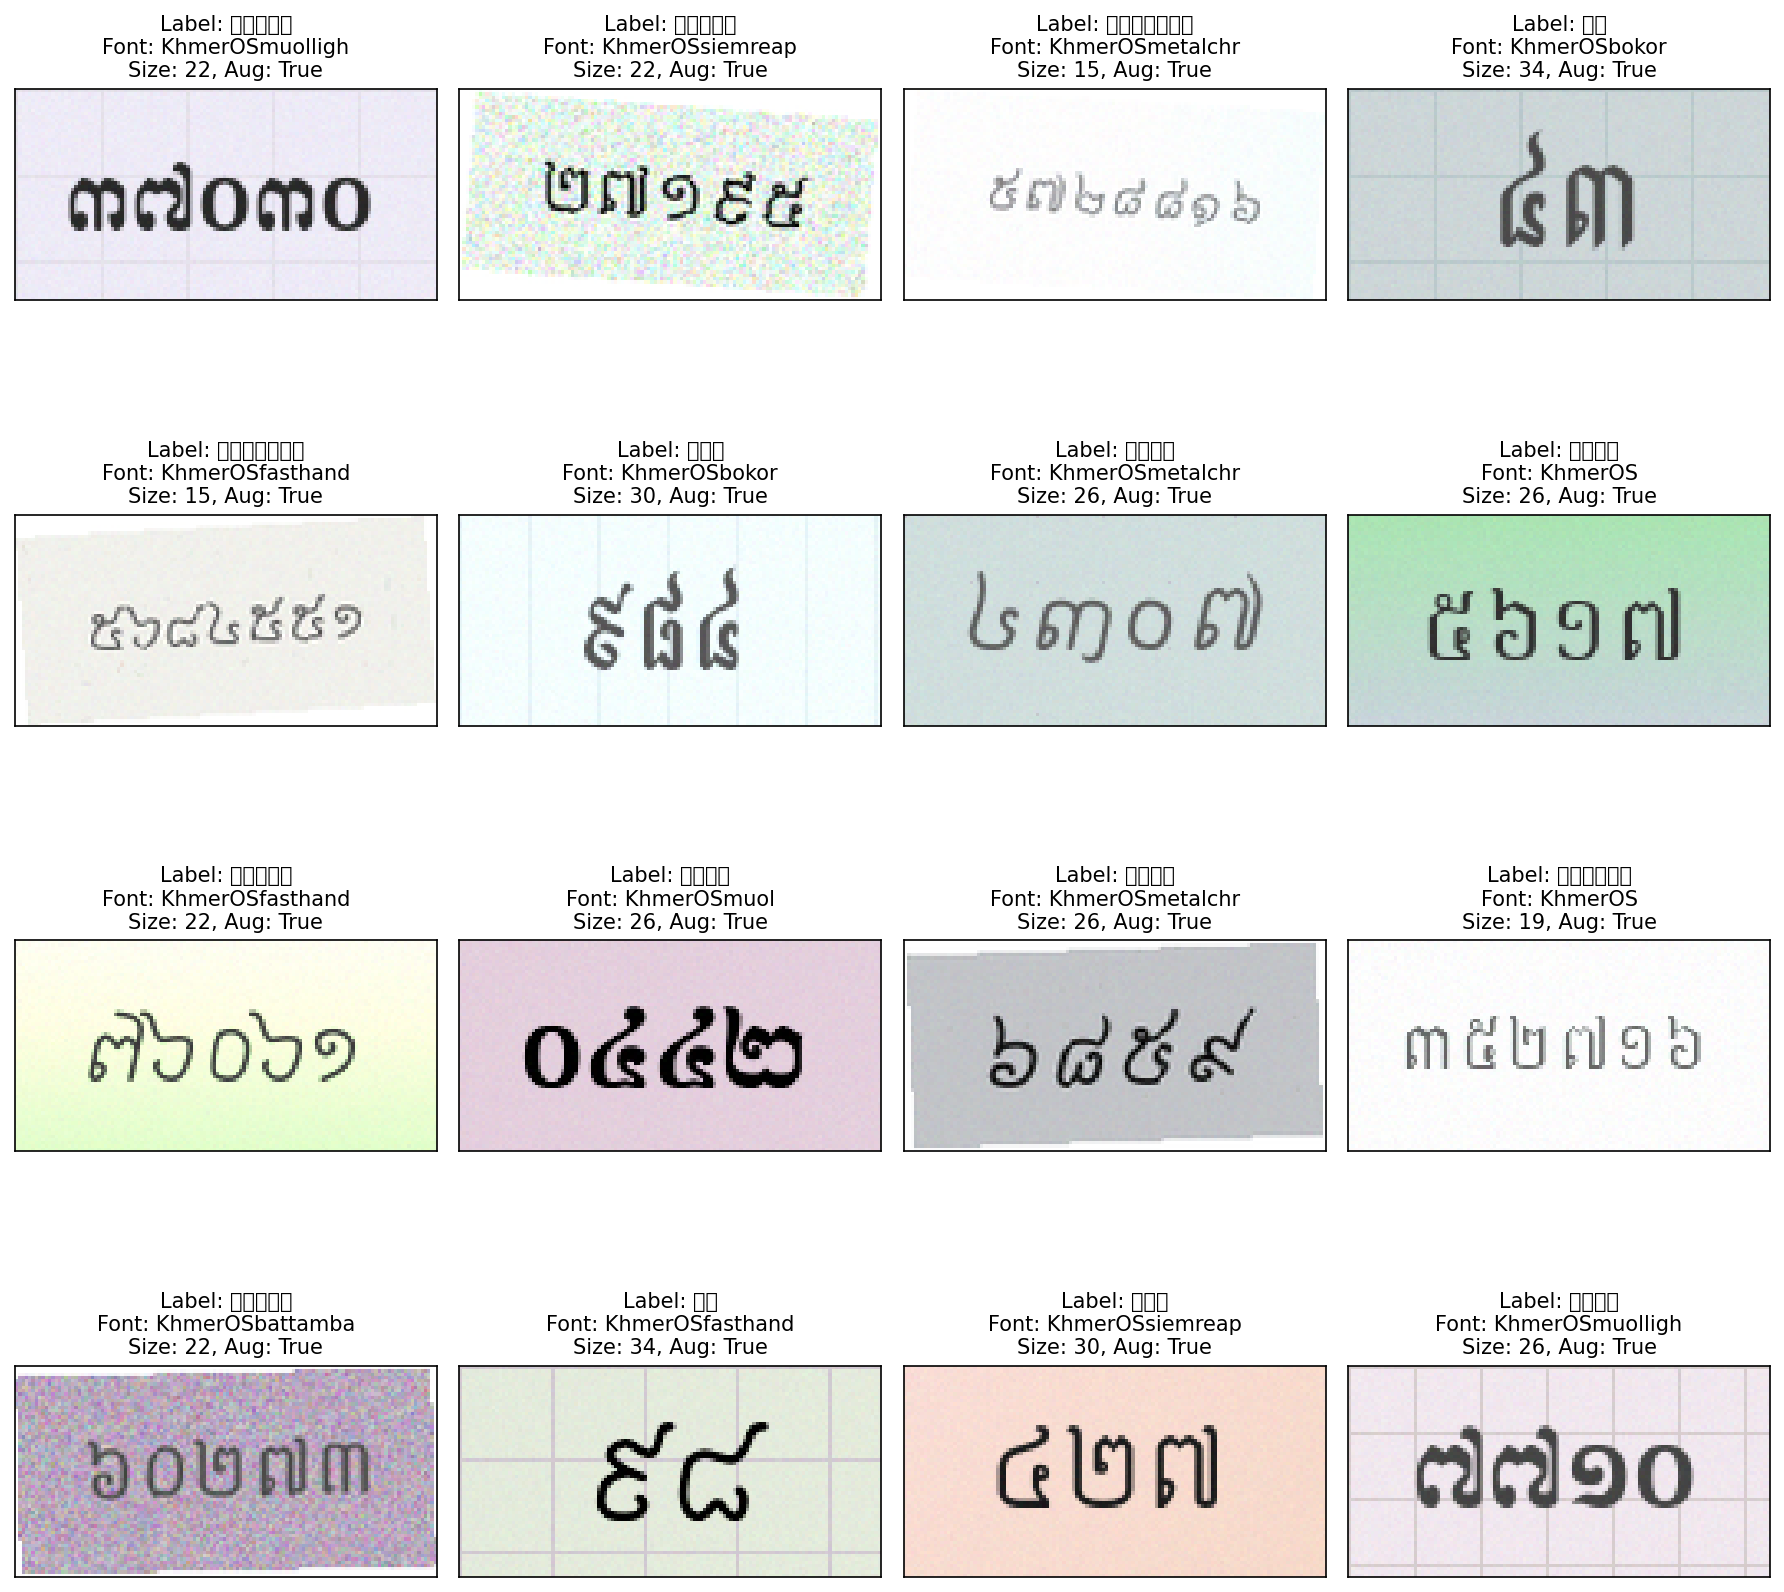 Label:
Font: KhmerOSmuolligh
Size: 22, Aug: True
៣៧០៣០
Label:
Font: KhmerOSsiemreap
Size: 22, Aug: True
២៧១៩៥
Label:
Font: KhmerOSmetalchr
Size: 15, Aug: True
៥៧២៨៨១៦
Label:
Font: KhmerOSbokor
Size: 34, Aug: True
៤៣
Label:
Font: KhmerOSfasthand
Size: 15, Aug: True
៥៦៨៤៥៥១
Label:
Font: KhmerOSbokor
Size: 30, Aug: True
៩៨៤
Label:
Font: KhmerOSmetalchr
Size: 26, Aug: True
៤៣០៧
Label:
Font: KhmerOS
Size: 26, Aug: True
៥៦១៧
Label:
Font: KhmerOSfasthand
Size: 22, Aug: True
៧៦០៦១
Label:
Font: KhmerOSmuol
Size: 26, Aug: True
០៤៤២
Label:
Font: KhmerOSmetalchr
Size: 26, Aug: True
៦៨៥៩
Label:
Font: KhmerOS
Size: 19, Aug: True
៣៥២៧១៦
Label:
Font: KhmerOSbattamba
Size: 22, Aug: True
៦០២៧៣
Label:
Font: KhmerOSfasthand
Size: 34, Aug: True
៩៨
Label:
Font: KhmerOSsiemreap
Size: 30, Aug: True
៤២៧
Label:
Font: KhmerOSmuolligh
Size: 26, Aug: True
៧៧១០